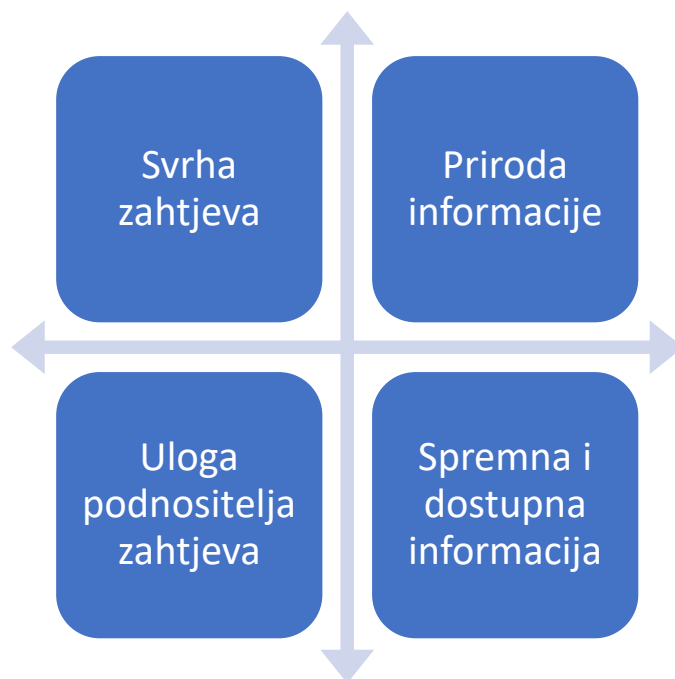 Svrha
zahtjeva
Priroda
informacije
Uloga
podnositelja
zahtjeva
Spremna i
dostupna
informacija